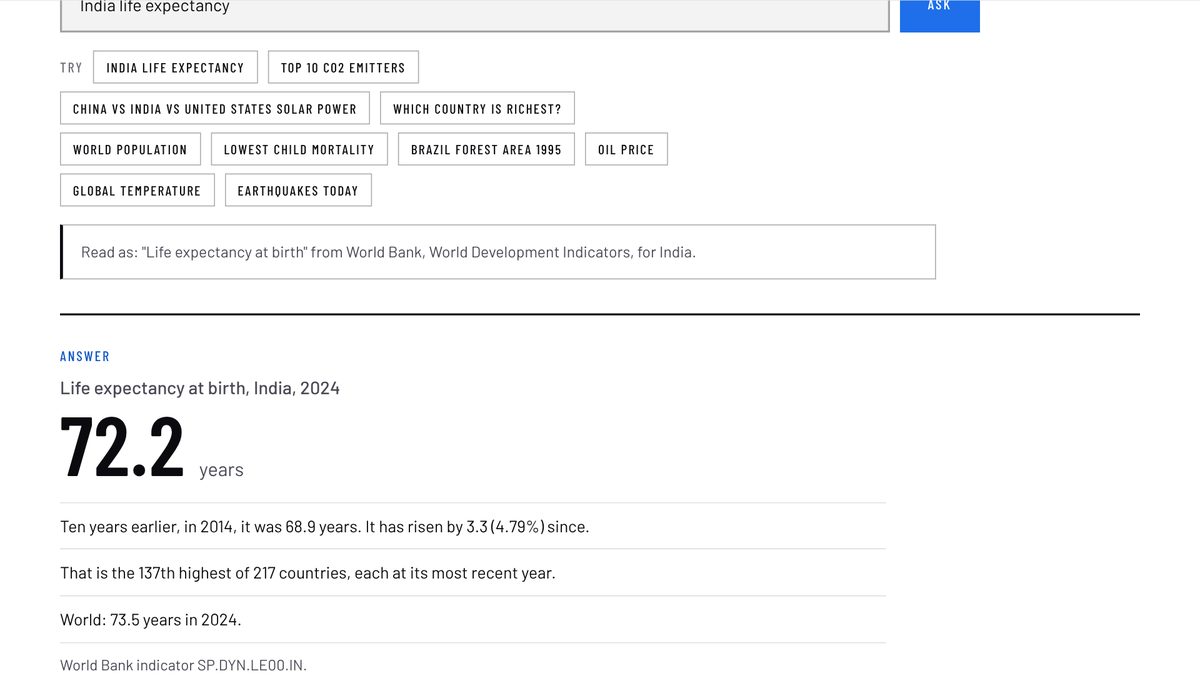 India life expectancy
ASK
TRY
INDIA LIFE EXPECTANCY
TOP 10 CO2 EMITTERS
CHINA VS INDIA VS UNITED STATES SOLAR POWER
WHICH COUNTRY IS RICHEST?
WORLD POPULATION
LOWEST CHILD MORTALITY
BRAZIL FOREST AREA 1995
OIL PRICE
GLOBAL TEMPERATURE
EARTHQUAKES TODAY
Read as: "Life expectancy at birth" from World Bank, World Development Indicators, for India.
ANSWER
Life expectancy at birth, India, 2024
72.2 years
Ten years earlier, in 2014, it was 68.9 years. It has risen by 3.3 (4.79%) since.
That is the 137th highest of 217 countries, each at its most recent year.
World: 73.5 years in 2024.
World Bank indicator SP.DYN.LE00.IN.